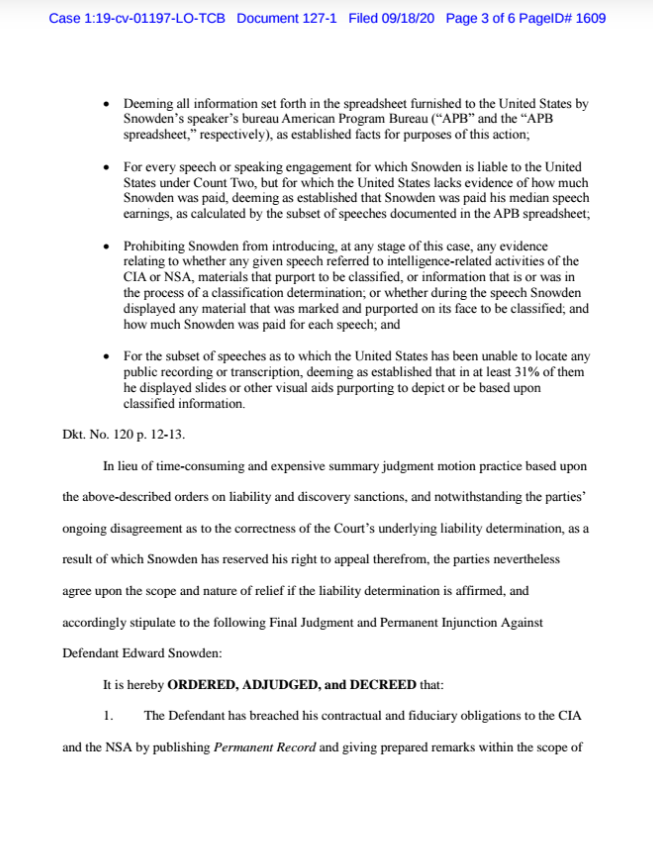 Case 1:19-cv-01197-LO-TCB Document 127-1 Filed 09/18/20 Page 3 of 6 PageID# 1609
• Deeming all information set forth in the spreadsheet furnished to the United States by
Snowden's speaker's bureau American Program Bureau ("APB" and the "APB
spreadsheet," respectively), as established facts for purposes of this action;
• For every speech or speaking engagement for which Snowden is liable to the United
States under Count Two, but for which the United States lacks evidence of how much
Snowden was paid, deeming as established that Snowden was paid his median speech
earnings, as calculated by the subset of speeches documented in the APB spreadsheet;
• Prohibiting Snowden from introducing, at any stage of this case, any evidence
relating to whether any given speech referred to intelligence-related activities of the
CIA or NSA, materials that purport to be classified, or information that is or was in
the process of a classification determination; or whether during the speech Snowden
displayed any material that was marked and purported on its face to be classified; and
how much Snowden was paid for each speech; and
• For the subset of speeches as to which the United States has been unable to locate any
public recording or transcription, deeming as established that in at least 31% of them
he displayed slides or other visual aids purporting to depict or be based upon
classified information.
Dkt. No. 120 p. 12-13.
In lieu of time-consuming and expensive summary judgment motion practice based upon
the above-described orders on liability and discovery sanctions, and notwithstanding the parties'
ongoing disagreement as to the correctness of the Court's underlying liability determination, as a
result of which Snowden has reserved his right to appeal therefrom, the parties nevertheless
agree upon the scope and nature of relief if the liability determination is affirmed, and
accordingly stipulate to the following Final Judgment and Permanent Injunction Against
Defendant Edward Snowden:
It is hereby ORDERED, ADJUDGED, and DECREED that:
1. The Defendant has breached his contractual and fiduciary obligations to the CIA
and the NSA by publishing Permanent Record and giving prepared remarks within the scope of